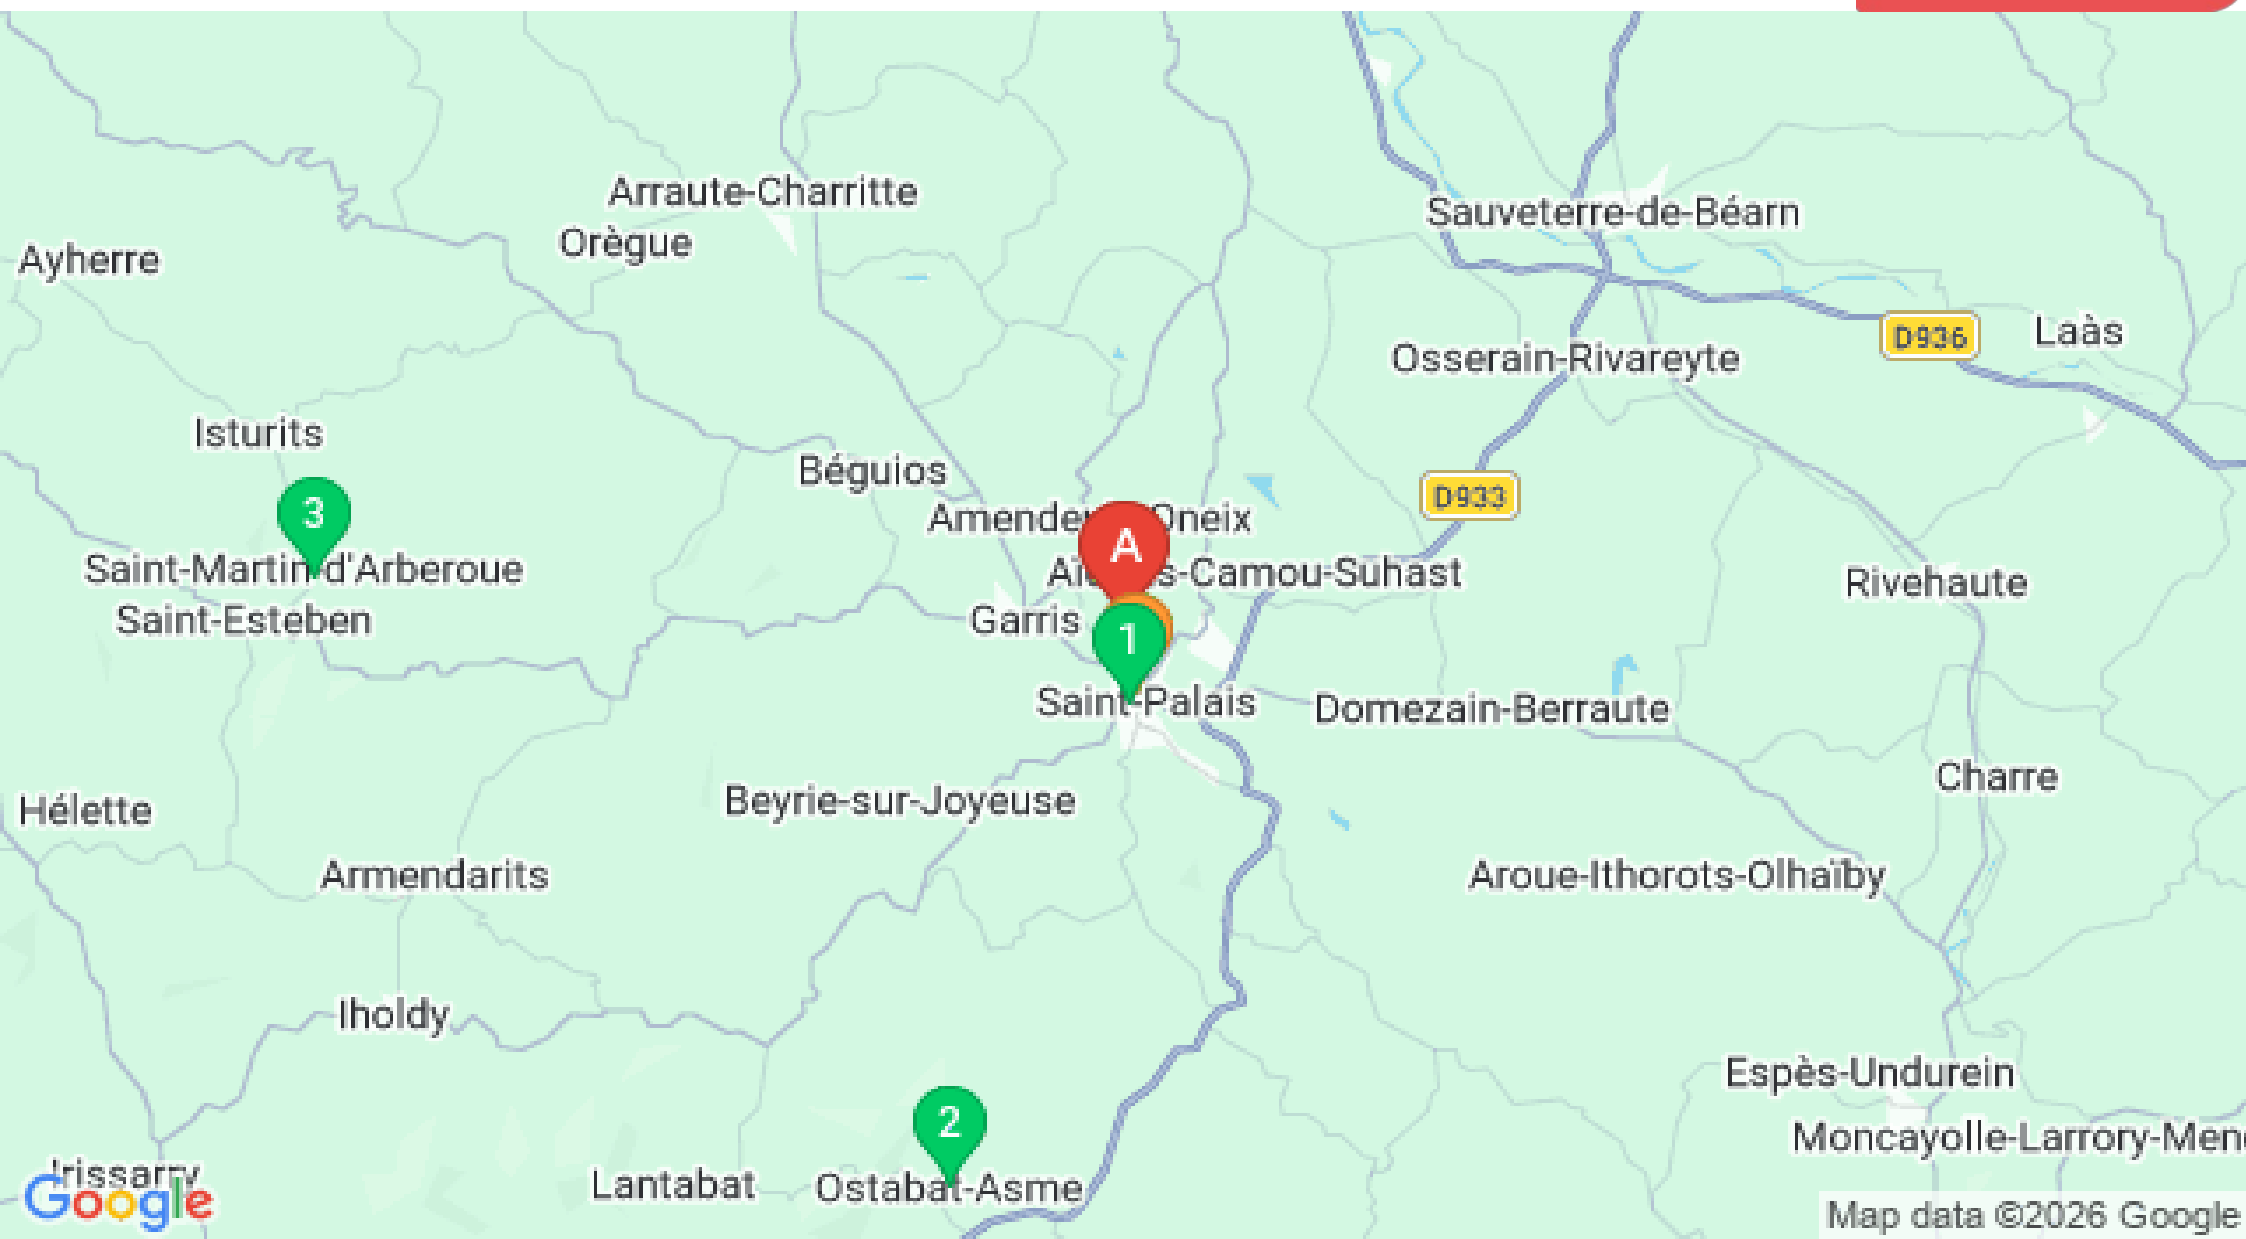 Arraute-Charritte
Sauveterre-de-Béarn
Orègue
Ayherre
D936
Laàs
Osserain-Rivareyte
Isturits
Béguios
D933
3
Oneix
A
Saint-Martin-d'Arberoue
s-Camou-Suhast
Rivehaute
Saint-Esteben
Garris
1
Saint-Palais
Domezain-Berraute
Charre
Beyrie-sur-Joyeuse
Hélette
Armendarits
Aroue-Ithorots-Olhaïby
Iholdy
Espès-Undurein
2
Moncayolle-Larrory-Men
Irissarry
Lantabat
Ostabat-Asme
Google
Map data ©2026 Google